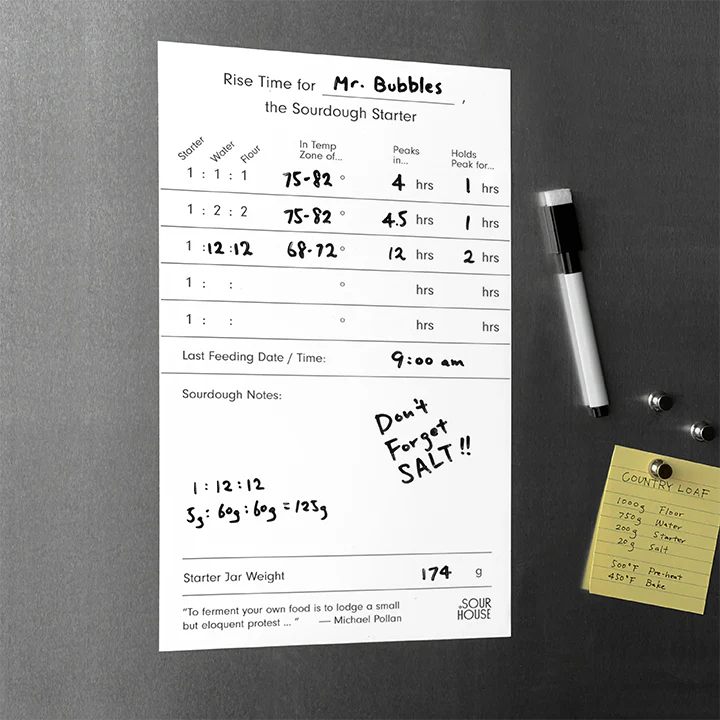 Rise Time for Mr. Bubbles,
the Sourdough Starter
Starter Water Flour In Temp Zone of... Peaks in... Holds Peak for...
1 : 1 : 1 75-82 ° 4 hrs 1 hrs
1 : 2 : 2 75-82 ° 4.5 hrs 1 hrs
1 : 12 : 12 68-72 ° 12 hrs 2 hrs
1 : : ° hrs hrs
1 : : ° hrs hrs
Last Feeding Date / Time: 9:00 am
Sourdough Notes:
Don't
Forget
SALT!!
1 : 12 : 12
5g : 60g : 60g = 125g
Starter Jar Weight 174 g
"To ferment your own food is to lodge a small
but eloquent protest ... " — Michael Pollan
SOUR
HOUSE
COUNTRY LOAF
1000g Flour
750g Water
200g Starter
20g Salt
500°F Pre-heat
450°F Bake